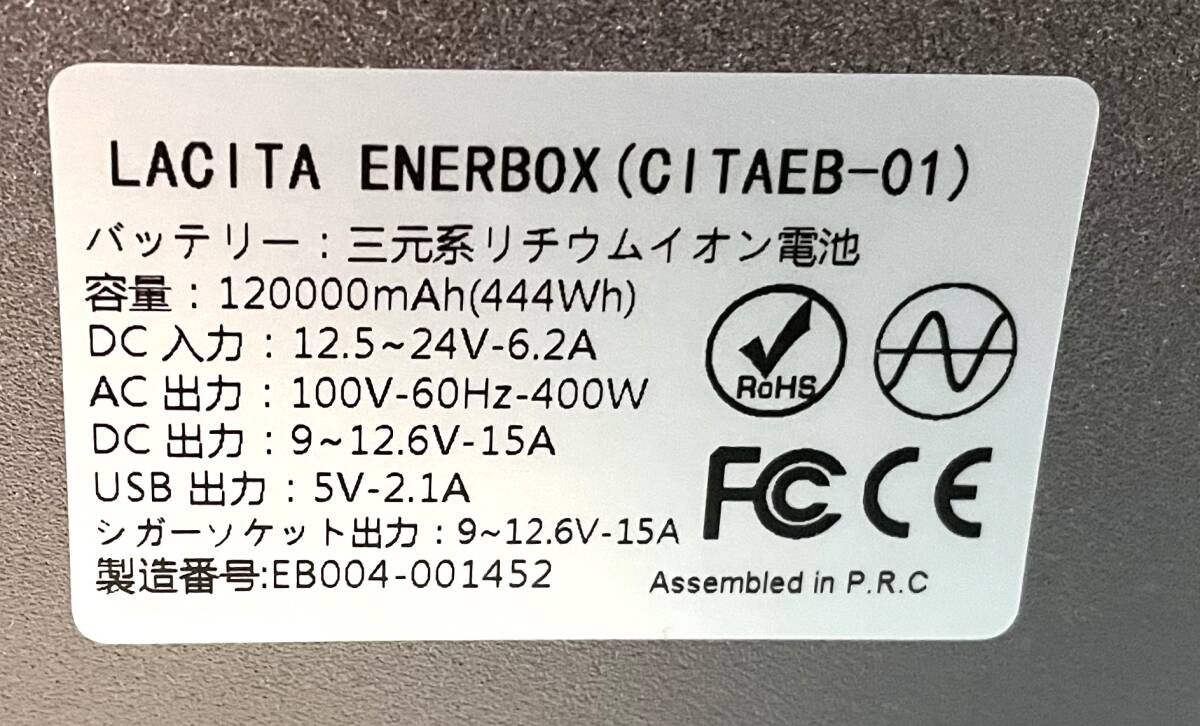 LACITA ENERBOX(CITAEB-01)
バッテリー：三元系リチウムイオン電池
容量：120000mAh(444Wh)
DC 入力：12.5~24V-6.2A
AC 出力：100V-60Hz-400W
DC 出力：9~12.6V-15A
USB 出力：5V-2.1A
シガーソケット出力：9~12.6V-15A
製造番号:EB004-001452
RoHS
FC CE
Assembled in P.R.C